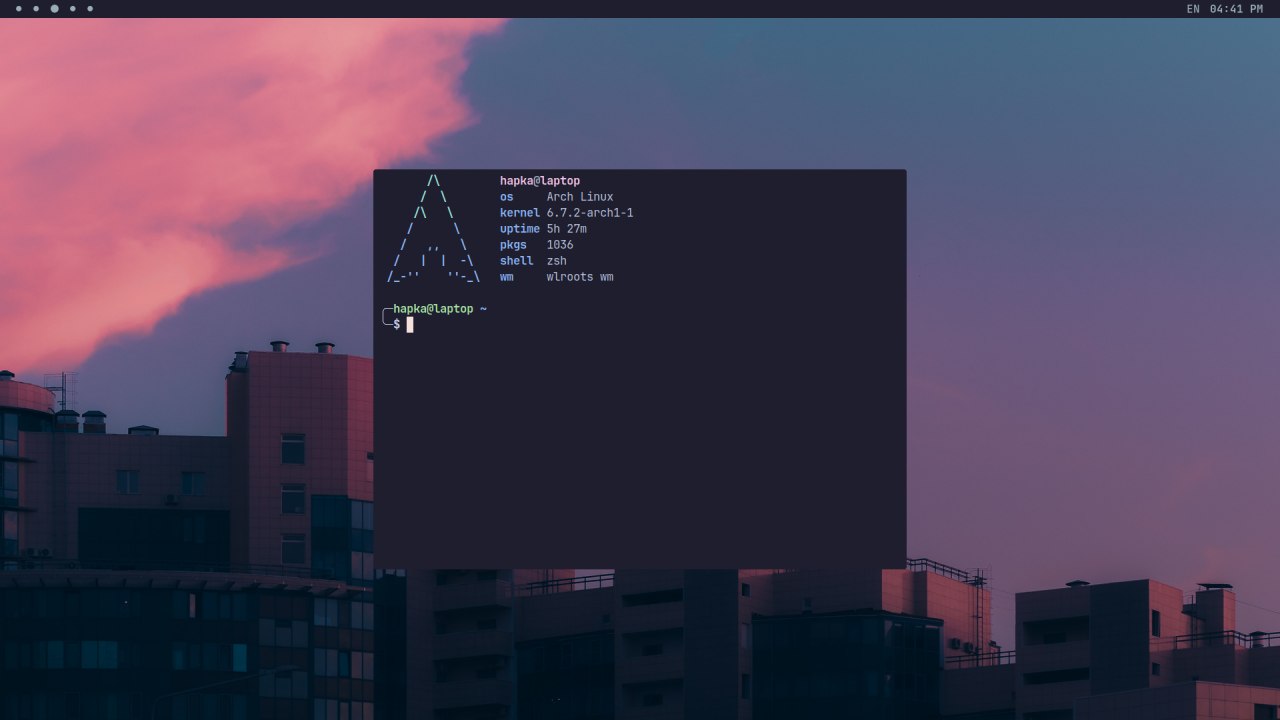 EN 04:41 PM
hapka@laptop
os Arch Linux
kernel 6.7.2-arch1-1
uptime 5h 27m
pkgs 1036
shell zsh
wm wlroots wm
hapka@laptop ~
$